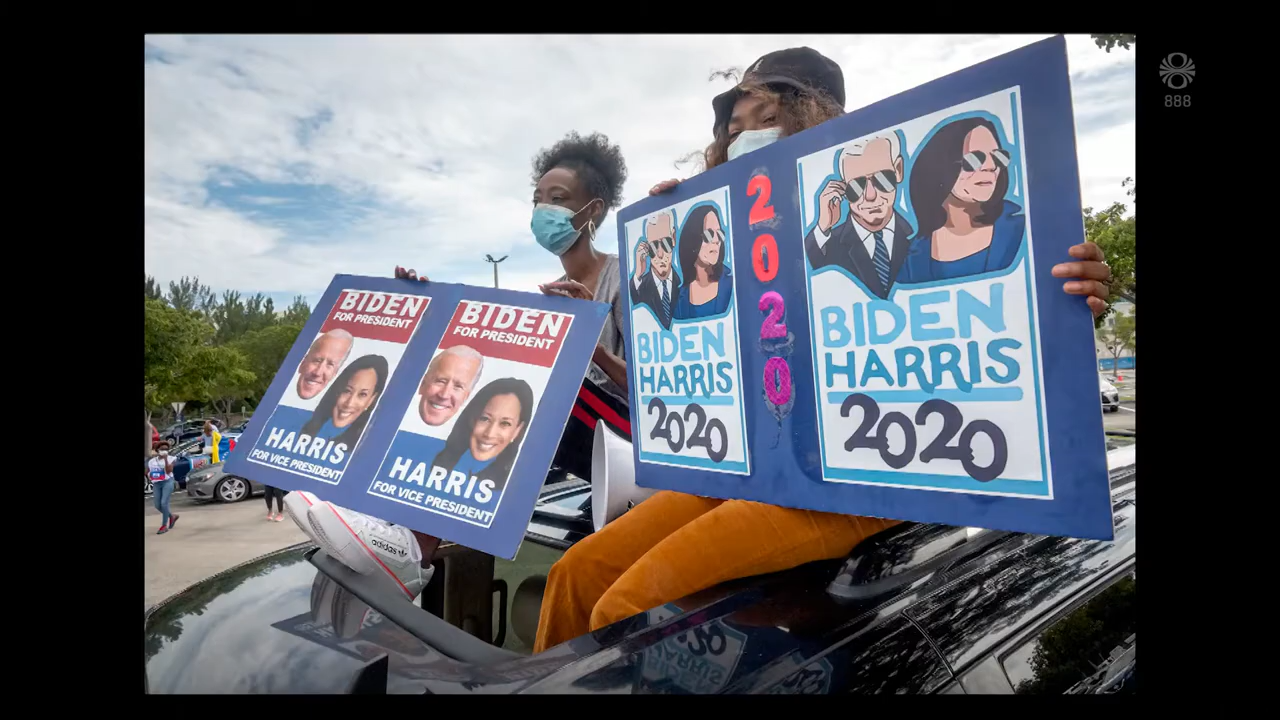 888
BIDEN
FOR PRESIDENT
HARRIS
FOR VICE PRESIDENT
BIDEN
FOR PRESIDENT
HARRIS
FOR VICE PRESIDENT
BIDEN
HARRIS
2020
2020
BIDEN
HARRIS
2020
adidas